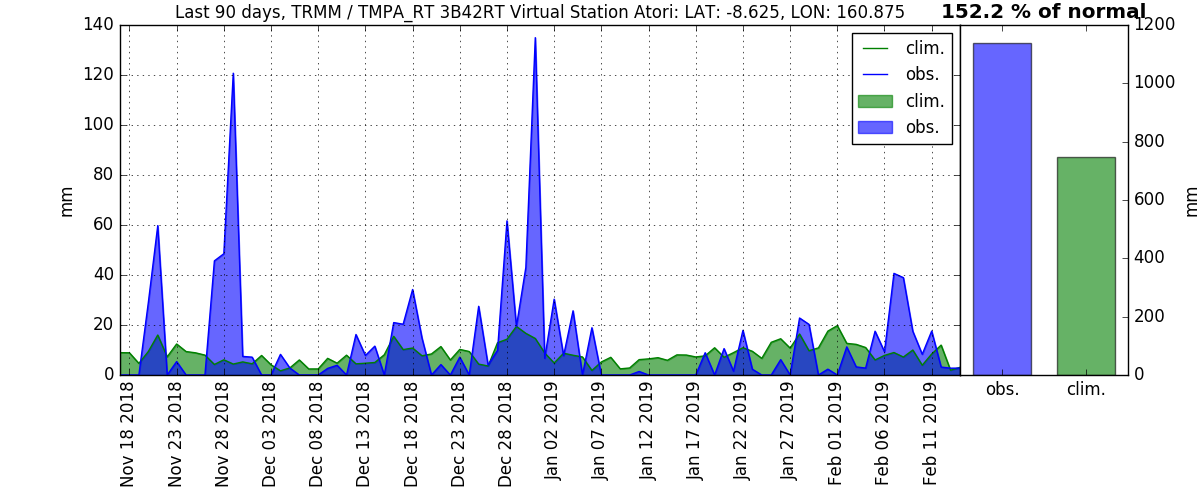 Last 90 days, TRMM / TMPA_RT 3B42RT Virtual Station Atori: LAT: -8.625, LON: 160.875
152.2 % of normal
140
120
100
80
60
40
20
0
mm
clim.
obs.
clim.
obs.
1200
1000
800
600
400
200
0
mm
Nov 18 2018
Nov 23 2018
Nov 28 2018
Dec 03 2018
Dec 08 2018
Dec 13 2018
Dec 18 2018
Dec 23 2018
Dec 28 2018
Jan 02 2019
Jan 07 2019
Jan 12 2019
Jan 17 2019
Jan 22 2019
Jan 27 2019
Feb 01 2019
Feb 06 2019
Feb 11 2019
obs.
clim.